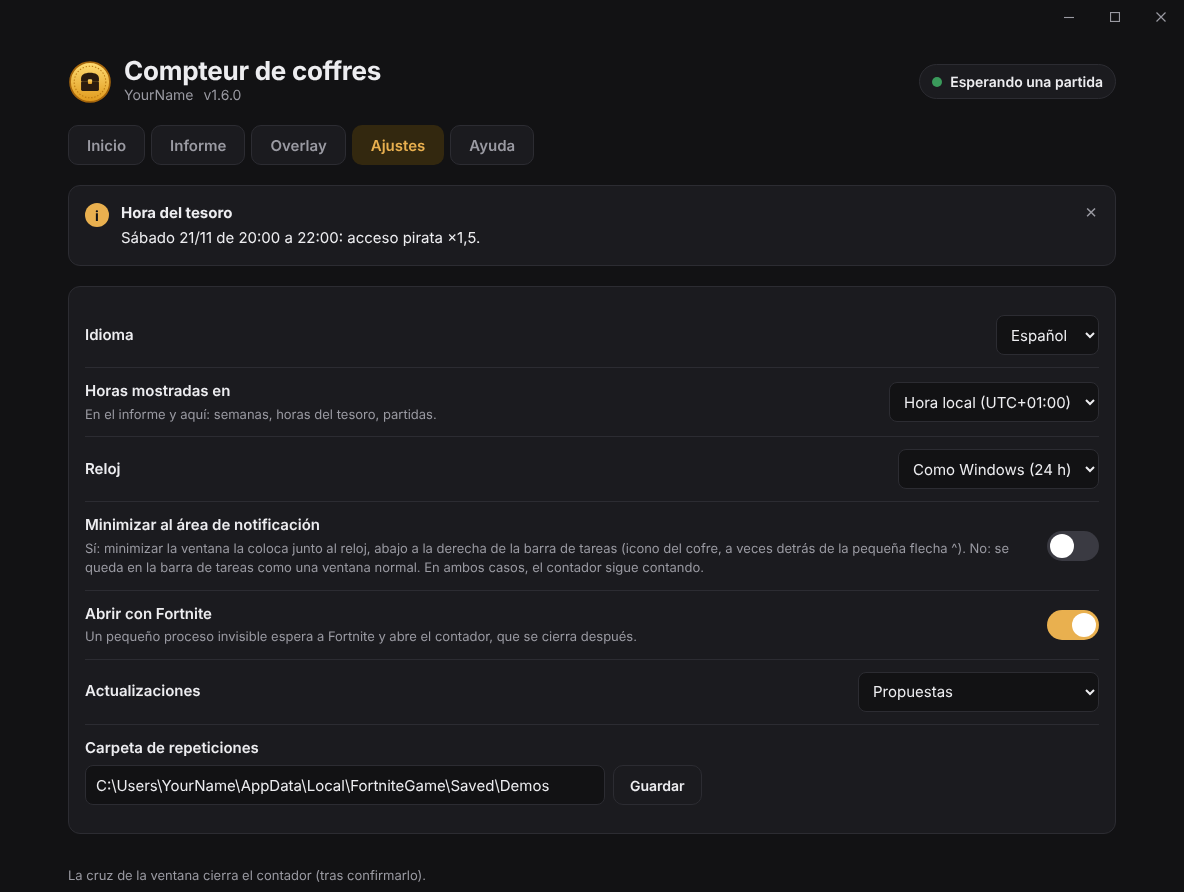 Compteur de coffres
YourName v1.6.0
Esperando una partida
Inicio
Informe
Overlay
Ajustes
Ayuda
Hora del tesoro
Sábado 21/11 de 20:00 a 22:00: acceso pirata ×1,5.
Idioma
Español
Horas mostradas en
En el informe y aquí: semanas, horas del tesoro, partidas.
Hora local (UTC+01:00)
Reloj
Como Windows (24 h)
Minimizar al área de notificación
Sí: minimizar la ventana la coloca junto al reloj, abajo a la derecha de la barra de tareas (icono del cofre, a veces detrás de la pequeña flecha ^). No: se
queda en la barra de tareas como una ventana normal. En ambos casos, el contador sigue contando.
Abrir con Fortnite
Un pequeño proceso invisible espera a Fortnite y abre el contador, que se cierra después.
Actualizaciones
Propuestas
Carpeta de repeticiones
C:\Users\YourName\AppData\Local\FortniteGame\Saved\Demos
Guardar
La cruz de la ventana cierra el contador (tras confirmarlo).